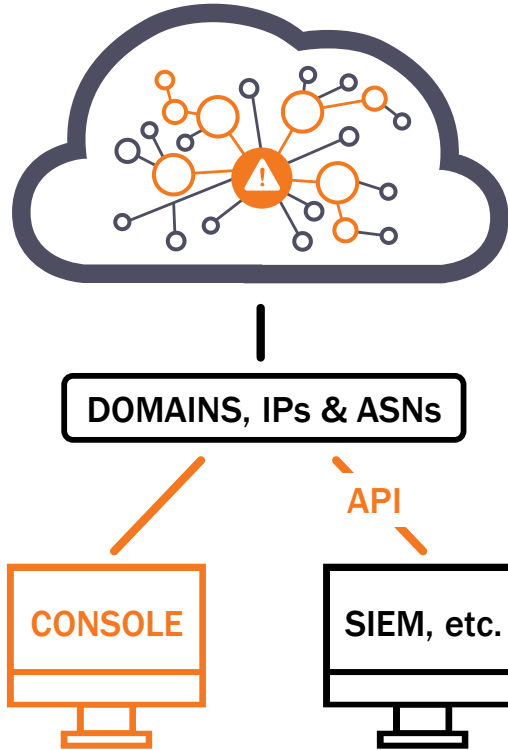 DOMAINS, IPs & ASNs
API
CONSOLE
SIEM, etc.